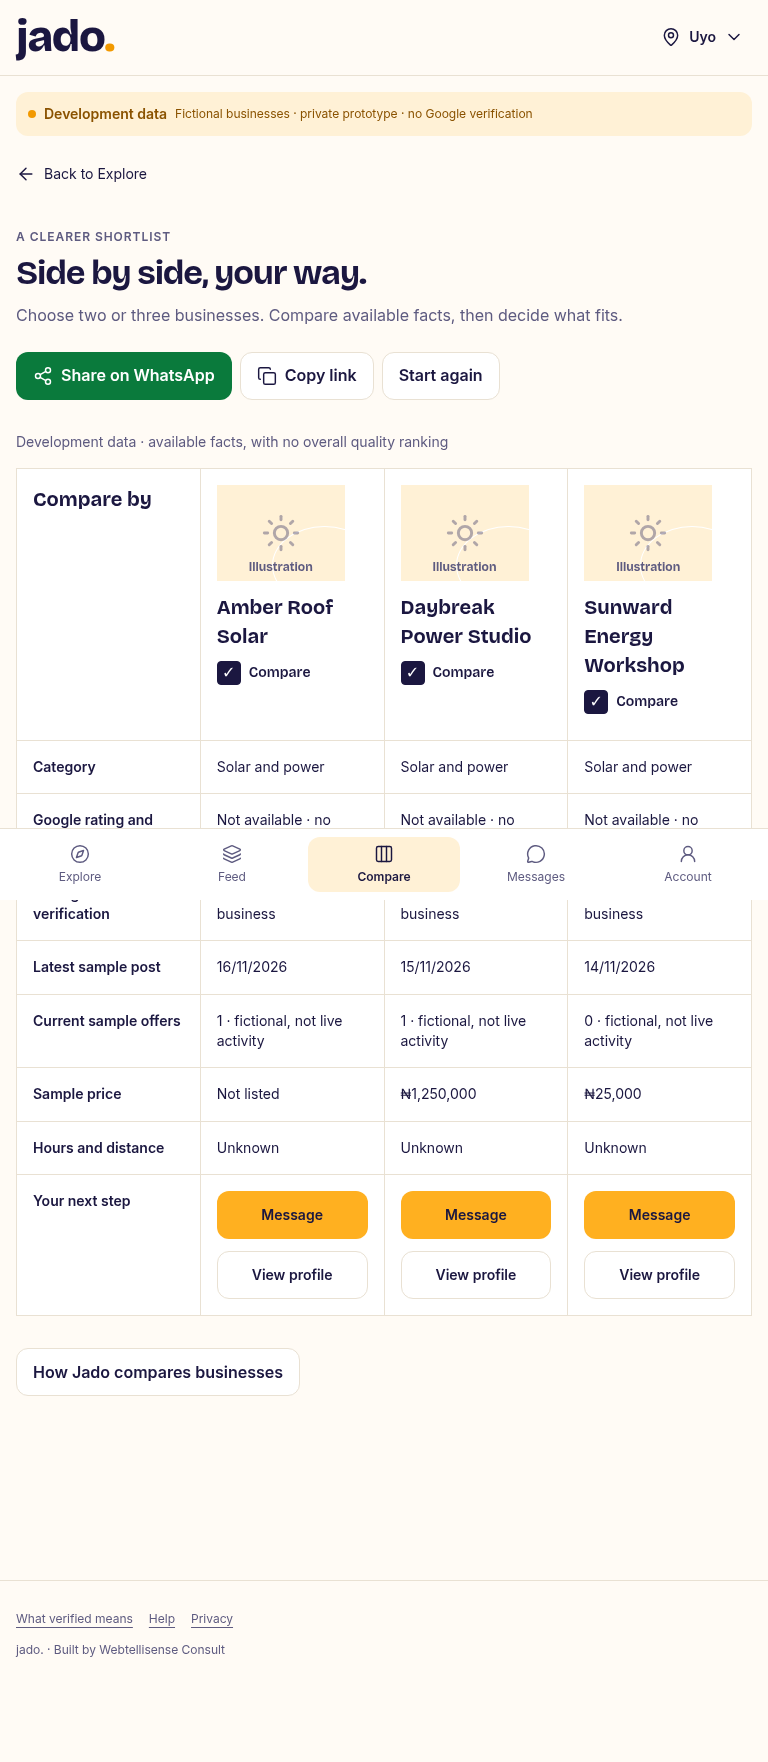 jado.
Uyo
Development data Fictional businesses · private prototype · no Google verification
Back to Explore
A CLEARER SHORTLIST
Side by side, your way.
Choose two or three businesses. Compare available facts, then decide what fits.
Share on WhatsApp Copy link Start again
Development data · available facts, with no overall quality ranking
Compare by
Illustration Illustration Illustration
Amber Roof Solar
Compare
Daybreak Power Studio
Compare
Sunward Energy Workshop
Compare
Category Solar and power Solar and power Solar and power
Google rating and Not available · no Not available · no Not available · no
Explore Feed Compare Messages Account
verification business business business
Latest sample post 16/11/2026 15/11/2026 14/11/2026
Current sample offers 1 · fictional, not live activity 1 · fictional, not live activity 0 · fictional, not live activity
Sample price Not listed ₦1,250,000 ₦25,000
Hours and distance Unknown Unknown Unknown
Your next step Message Message Message
View profile View profile View profile
How Jado compares businesses
What verified means Help Privacy
jado. · Built by Webtellisense Consult